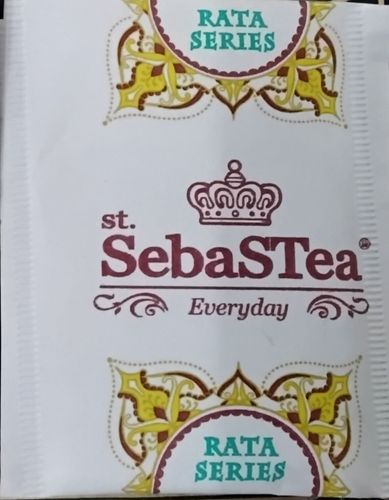 RATA
SERIES
st.
SebaSTea®
Everyday
RATA
SERIES